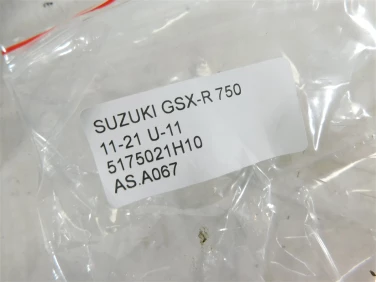 SUZUKI GSX-R 750
11-21 U-11
5175021H10
AS.A067